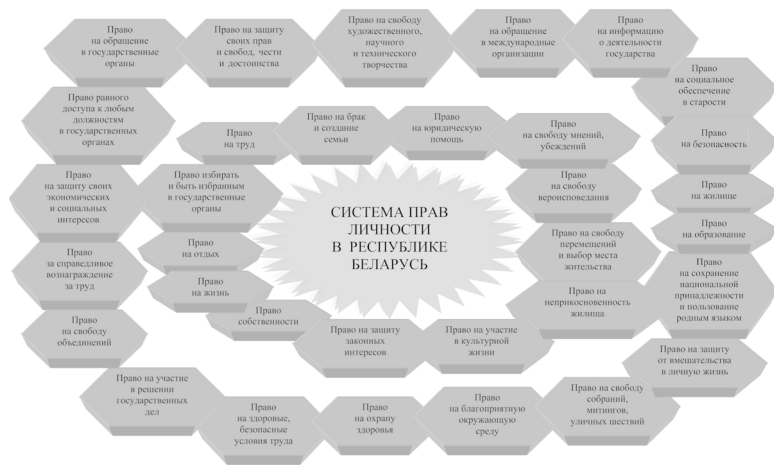 Право
на обращение
в государственные
органы
Право на защиту
своих прав
и свобод, чести
и достоинства
Право на свободу
художественного,
научного
и технического
творчества
Право
на обращение
в международные
организации
Право
на информацию
о деятельности
государства
Право
на социальное
обеспечение
в старости
Право равного
доступа к любым
должностям
в государственных
органах
Право
на труд
Право на брак
и создание
семьи
Право
на юридическую
помощь
Право
на свободу мнений,
убеждений
Право
на безопасность
Право
на защиту своих
экономических
и социальных
интересов
Право избирать
и быть избранным
в государственные
органы
СИСТЕМА ПРАВ
ЛИЧНОСТИ
В РЕСПУБЛИКЕ
БЕЛАРУСЬ
Право
на свободу
вероисповедания
Право
на жилище
Право
на образование
Право
за справедливое
вознаграждение
за труд
Право
на отдых
Право на свободу
перемещений
и выбор места
жительства
Право
на сохранение
национальной
принадлежности
и пользование
родным языком
Право
на жизнь
Право на
неприкосновенность
жилища
Право
собственности
Право
на свободу
объединений
Право на защиту
законных
интересов
Право на участие
в культурной
жизни
Право на защиту
от вмешательства
в личную жизнь
Право на участие
в решении
государственных
дел
Право
на здоровые,
безопасные
условия труда
Право
на охрану
здоровья
Право
на благоприятную
окружающую
среду
Право на свободу
собраний,
митингов,
уличных шествий